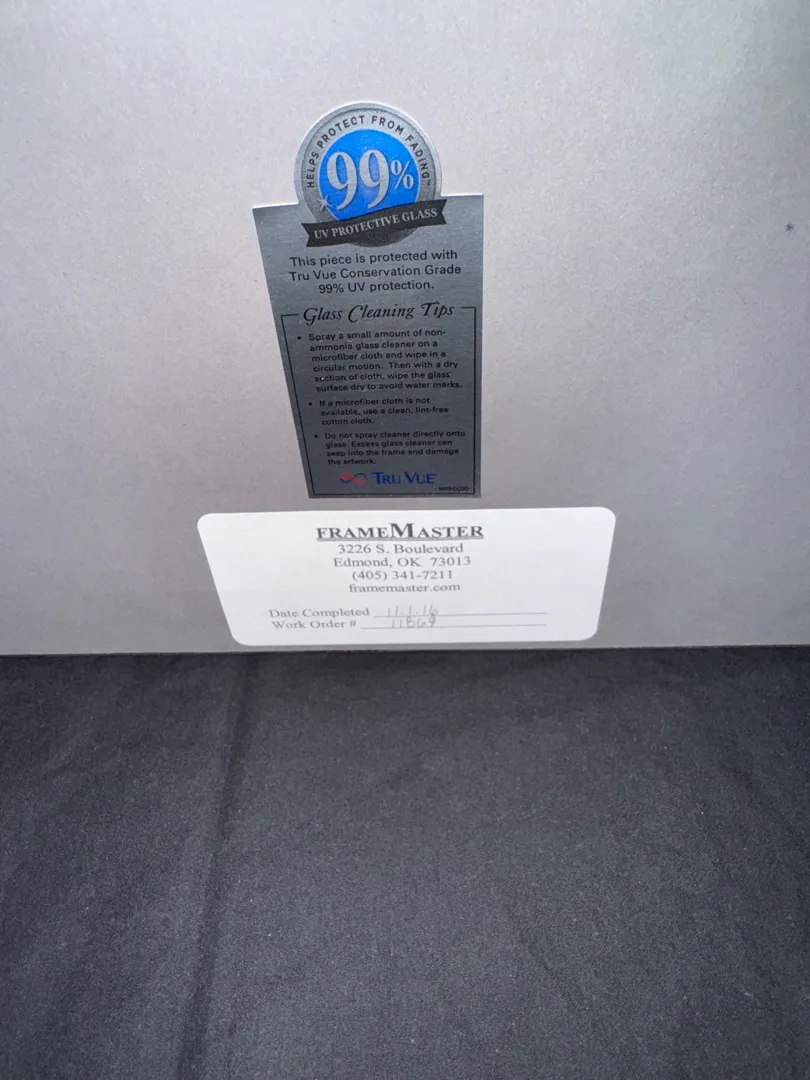 HELPS PROTECT FROM FADING™
99%
UV PROTECTIVE GLASS
This piece is protected with
Tru Vue Conservation Grade
99% UV protection.
Glass Cleaning Tips
• Spray a small amount of non-
ammonia glass cleaner on a
microfiber cloth and wipe in a
circular motion. Then with a dry
section of cloth, wipe the glass
surface dry to avoid water marks.
• If a microfiber cloth is not
available, use a clean, lint-free
cotton cloth.
• Do not spray cleaner directly onto
glass. Excess glass cleaner can
seep into the frame and damage
the artwork.
TRU VUE
FRAMEMASTER
3226 S. Boulevard
Edmond, OK 73013
(405) 341-7211
framemaster.com
Date Completed 11.1.16
Work Order # 11869